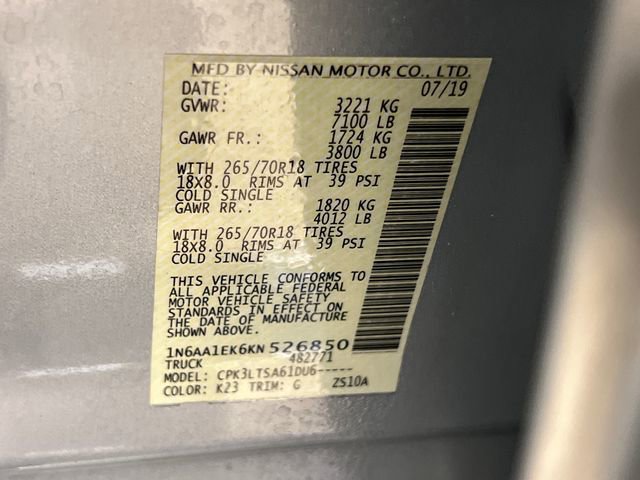 MFD BY NISSAN MOTOR CO., LTD.
DATE: 07/19
GVWR: 3221 KG
7100 LB
GAWR FR.: 1724 KG
3800 LB
WITH 265/70R18 TIRES
18X8.0 RIMS AT 39 PSI
COLD SINGLE
GAWR RR.: 1820 KG
4012 LB
WITH 265/70R18 TIRES
18X8.0 RIMS AT 39 PSI
COLD SINGLE
THIS VEHICLE CONFORMS TO
ALL APPLICABLE FEDERAL
MOTOR VEHICLE SAFETY
STANDARDS IN EFFECT ON
THE DATE OF MANUFACTURE
SHOWN ABOVE.
1N6AA1EK6KN526850
TRUCK 482771
MODEL: CPK3LTSA61DU6-----
COLOR: K23 TRIM: G ZS10A